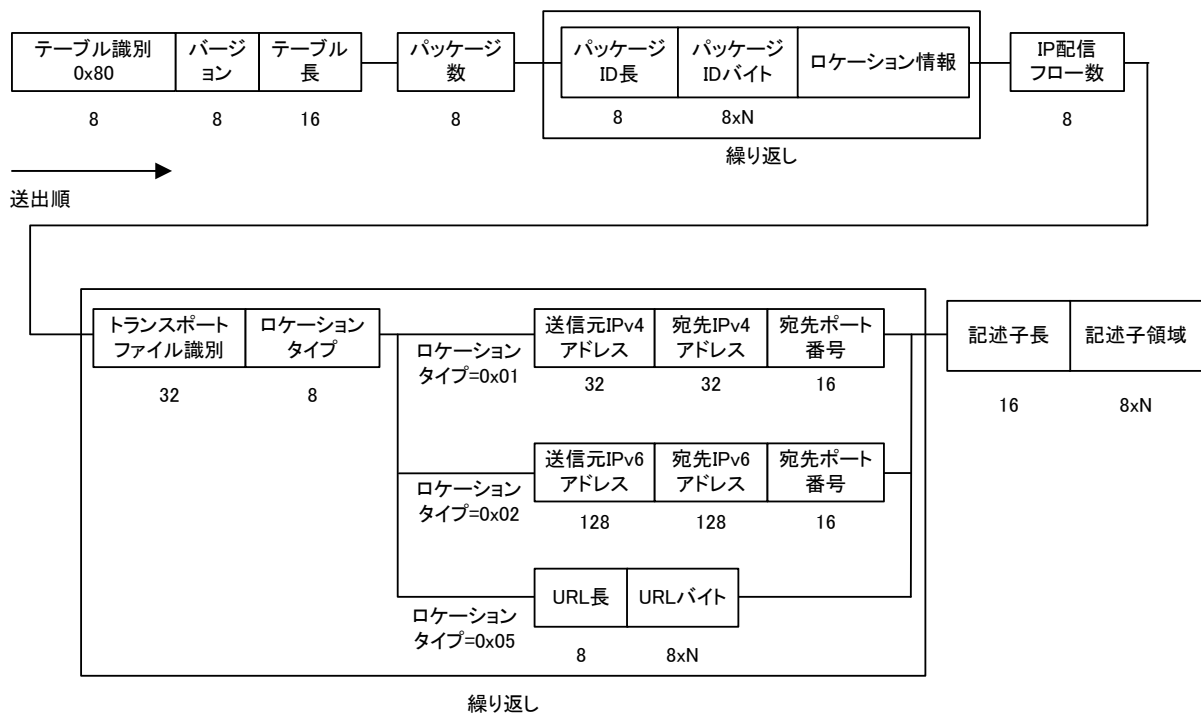 テーブル識別
0x80
バージ
ョン
テーブル
長
パッケージ
数
パッケージ
ID長
パッケージ
IDバイト
ロケーション情報
IP配信
フロー数
8
8
16
8
8
8xN
8
繰り返し
送出順
トランスポート
ファイル識別
ロケーション
タイプ
ロケーション
タイプ=0x01
送信元IPv4
アドレス
宛先IPv4
アドレス
宛先ポート
番号
記述子長
記述子領域
32
8
32
32
16
16
8xN
ロケーション
タイプ=0x02
送信元IPv6
アドレス
宛先IPv6
アドレス
宛先ポート
番号
128
128
16
ロケーション
タイプ=0x05
URL長
URLバイト
8
8xN
繰り返し